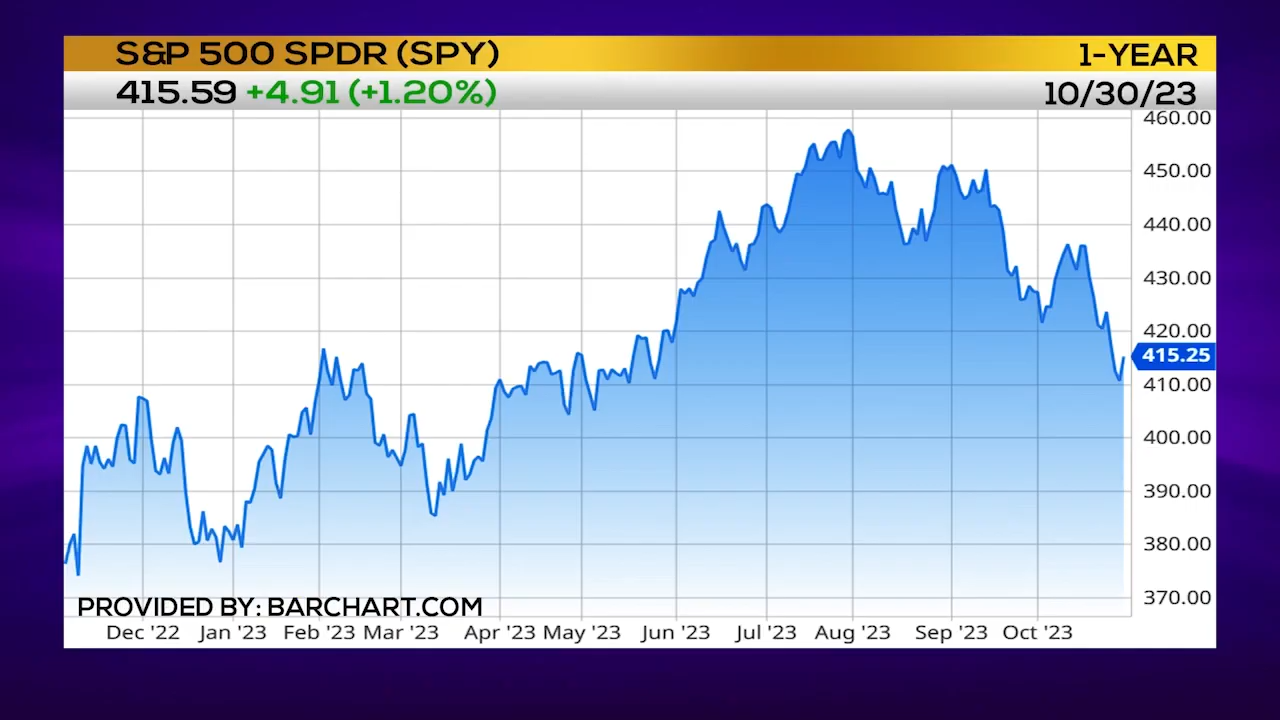 S&P 500 SPDR (SPY) 1-YEAR
415.59 +4.91 (+1.20%) 10/30/23
460.00
450.00
440.00
430.00
420.00
415.25
410.00
400.00
390.00
380.00
370.00
PROVIDED BY: BARCHART.COM
Dec '22 Jan '23 Feb '23 Mar '23 Apr '23 May '23 Jun '23 Jul '23 Aug '23 Sep '23 Oct '23